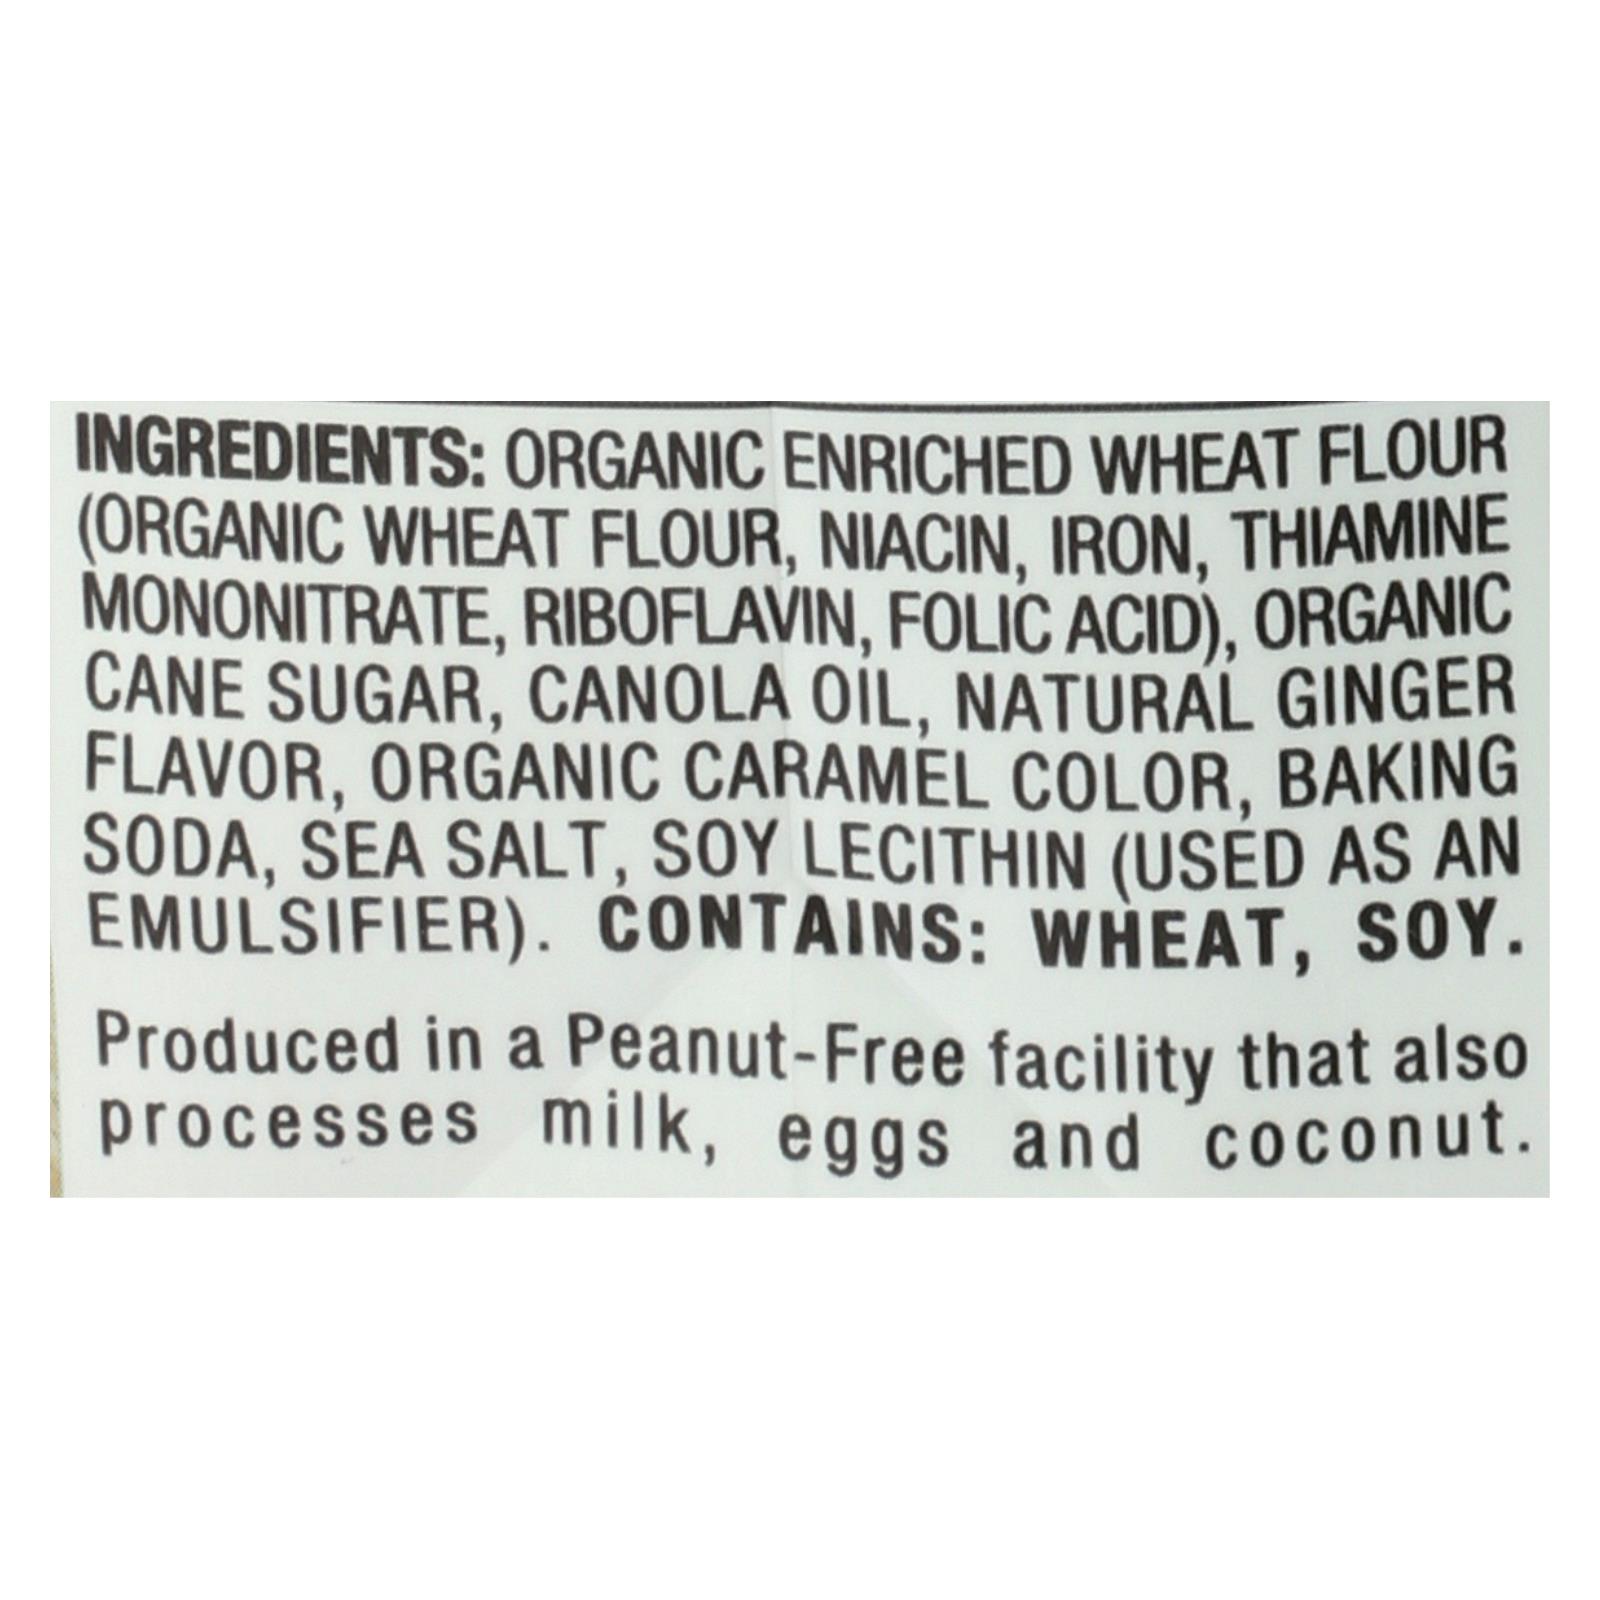 INGREDIENTS: ORGANIC ENRICHED WHEAT FLOUR
(ORGANIC WHEAT FLOUR, NIACIN, IRON, THIAMINE
MONONITRATE, RIBOFLAVIN, FOLIC ACID), ORGANIC
CANE SUGAR, CANOLA OIL, NATURAL GINGER
FLAVOR, ORGANIC CARAMEL COLOR, BAKING
SODA, SEA SALT, SOY LECITHIN (USED AS AN
EMULSIFIER). CONTAINS: WHEAT, SOY.
Produced in a Peanut-Free facility that also
processes milk, eggs and coconut.